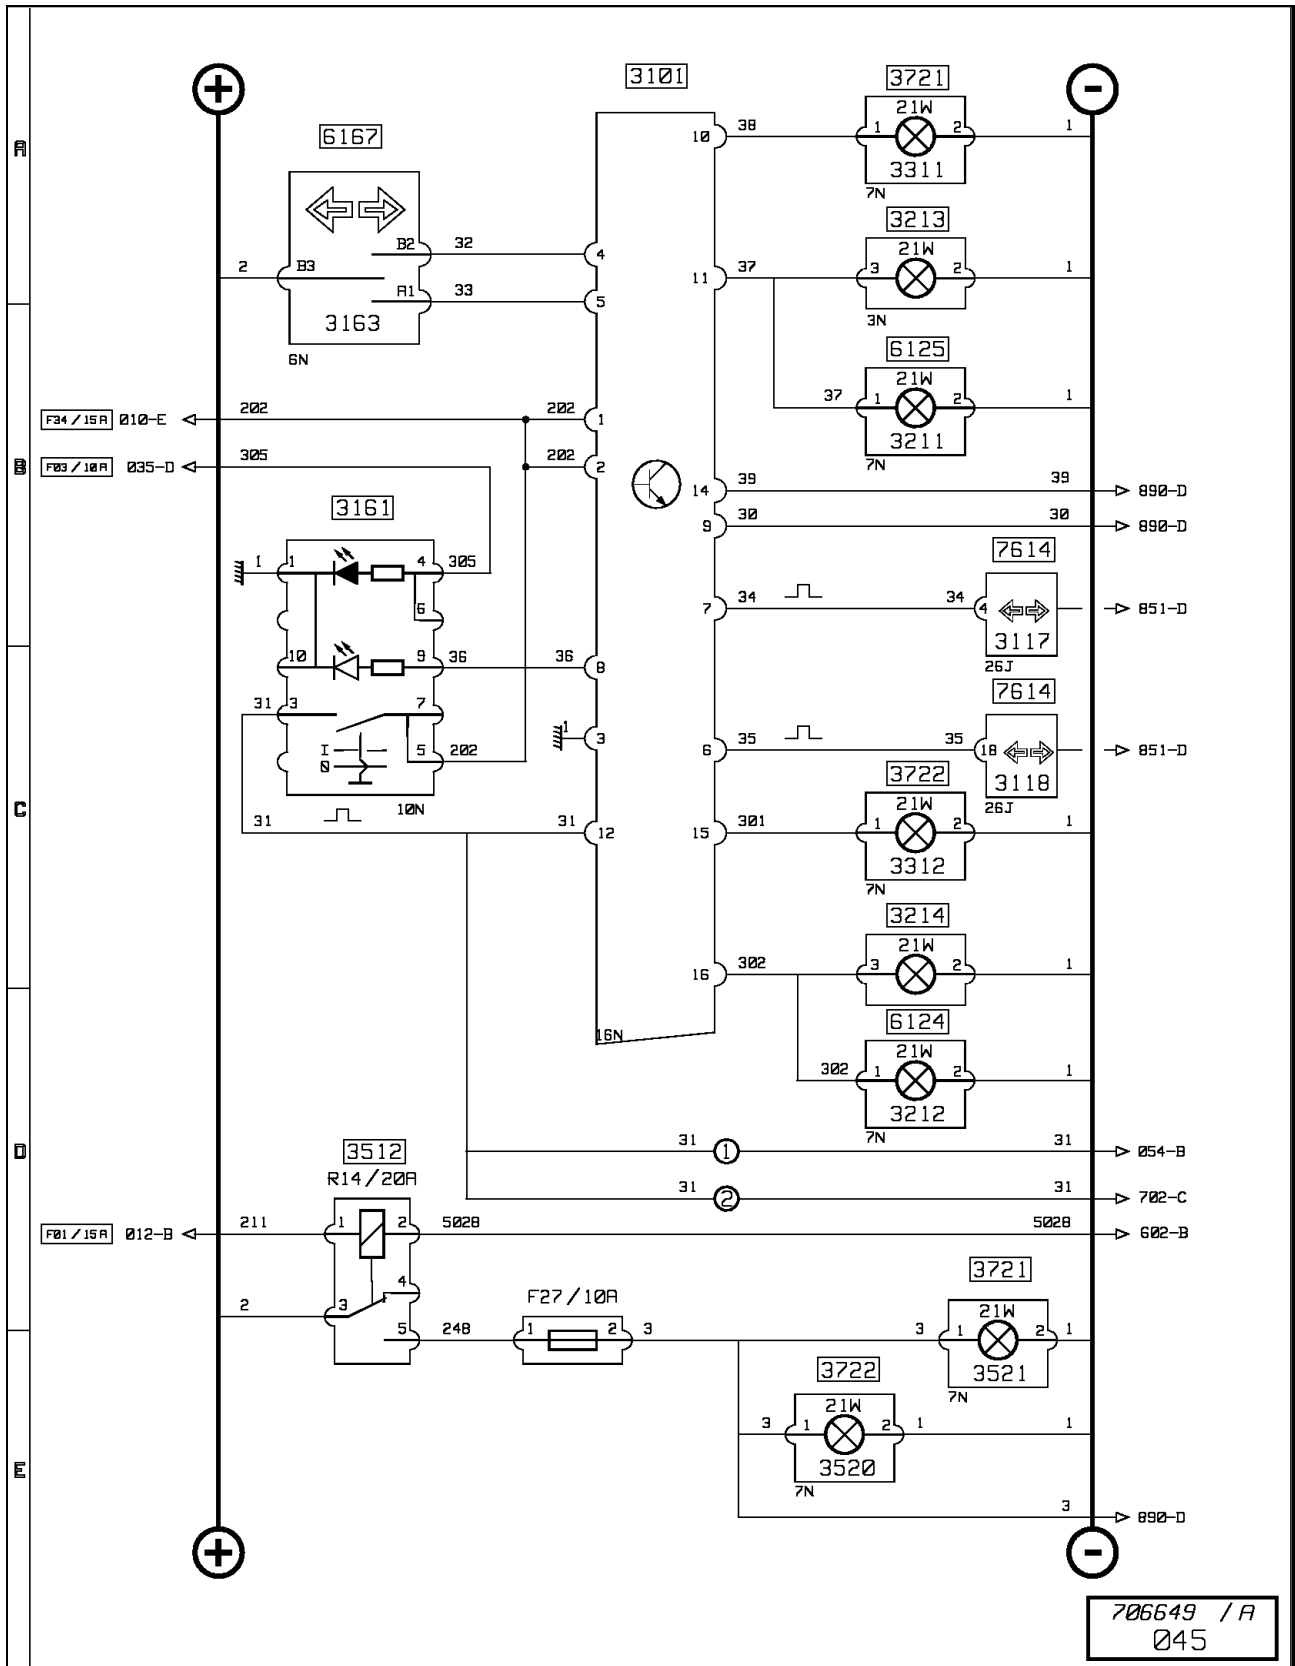 3101
3721
+
-
21W
10 38 1 2 1
A
6167
3311
7N
3213
B2 32 4
21W
2 B3
11 37 3 2 1
A1 33 5
3163
3N
6N
6125
21W
37 1 2 1
F34/15A 010-E 202 202 1
3211
B
F03/10A 035-D 305 202 2
7N
14 39 39 890-D
3161
9 30 30 890-D
7614
1 1 4 305
6
7 34 34 4 851-D
3117
26J
10 9 36 36 8
7614
31 3 7
1 3
I
0
5 202
6 35 35 18 851-D
3722
3118
C
10N
21W
26J
31 31 12
15 301 1 2 1
3312
7N
3214
21W
16 302 3 2 1
6124
16N
21W
302 1 2 1
3212
7N
D
3512
31 1 31 054-B
R14/20A
31 2 31 702-C
F01/15A 012-B 211 1 2 5028 5028 602-B
3721
4
F27/10A
2 3
21W
5 248 1 2 3 3 1 2 1
3722
3521
7N
21W
3 1 2 1 1
3520
E
7N
3 890-D
+
-
706649 /A
045